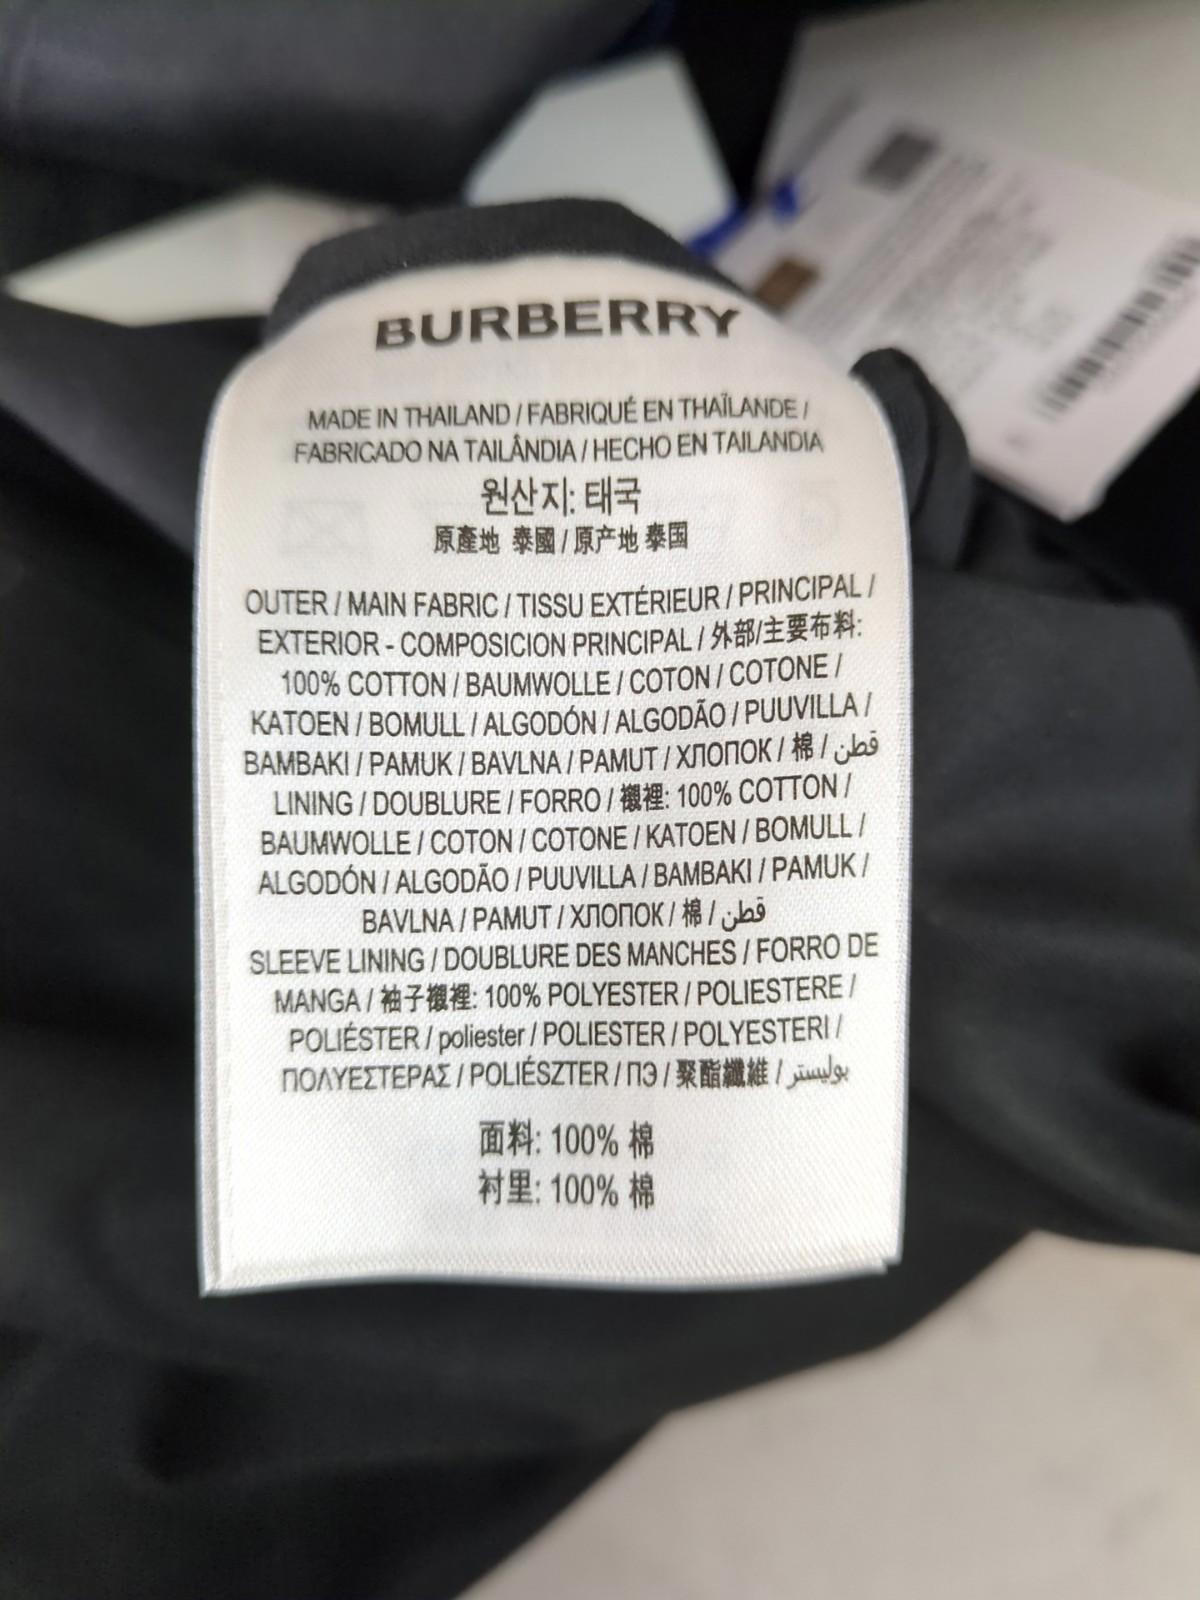 BURBERRY
MADE IN THAILAND / FABRIQUÉ EN THAÏLANDE /
FABRICADO NA TAILÂNDIA / HECHO EN TAILANDIA
원산지: 태국
原產地 泰國 / 原产地 泰国
OUTER / MAIN FABRIC / TISSU EXTÉRIEUR / PRINCIPAL /
EXTERIOR - COMPOSICION PRINCIPAL / 外部/主要布料:
100% COTTON / BAUMWOLLE / COTON / COTONE /
KATOEN / BOMULL / ALGODÓN / ALGODÃO / PUUVILLA /
BAMBAKI / PAMUK / BAVLNA / PAMUT / ХЛОПОК / 棉 / قطن
LINING / DOUBLURE / FORRO / 襯裡: 100% COTTON /
BAUMWOLLE / COTON / COTONE / KATOEN / BOMULL /
ALGODÓN / ALGODÃO / PUUVILLA / BAMBAKI / PAMUK /
BAVLNA / PAMUT / ХЛОПОК / 棉 / قطن
SLEEVE LINING / DOUBLURE DES MANCHES / FORRO DE
MANGA / 袖子襯裡: 100% POLYESTER / POLIESTERE /
POLIÉSTER / poliester / POLIESTER / POLYESTERI /
ΠΟΛΥΕΣΤΕΡΑΣ / POLIÉSZTER / ПЭ / 聚酯纖維 / بوليستر
面料: 100% 棉
衬里: 100% 棉